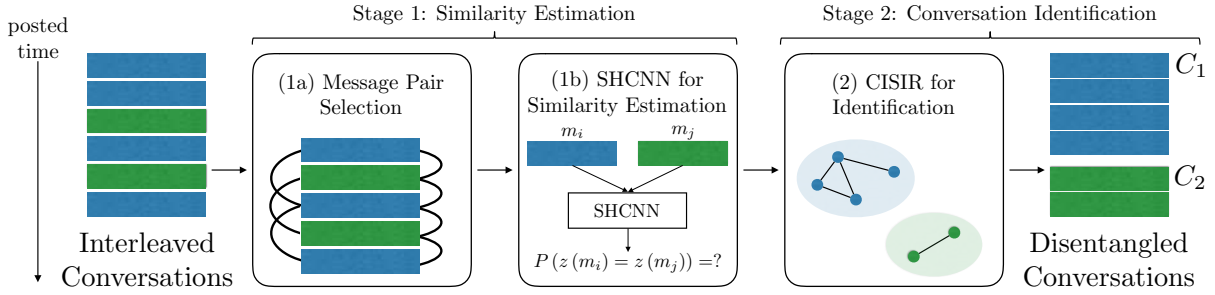 Stage 1: Similarity Estimation
Stage 2: Conversation Identification
posted
time
Interleaved
Conversations
(1a) Message Pair
Selection
(1b) SHCNN for
Similarity Estimation
m_i
m_j
SHCNN
P (z (m_i) = z (m_j)) =?
(2) CISIR for
Identification
C_1
C_2
Disentangled
Conversations